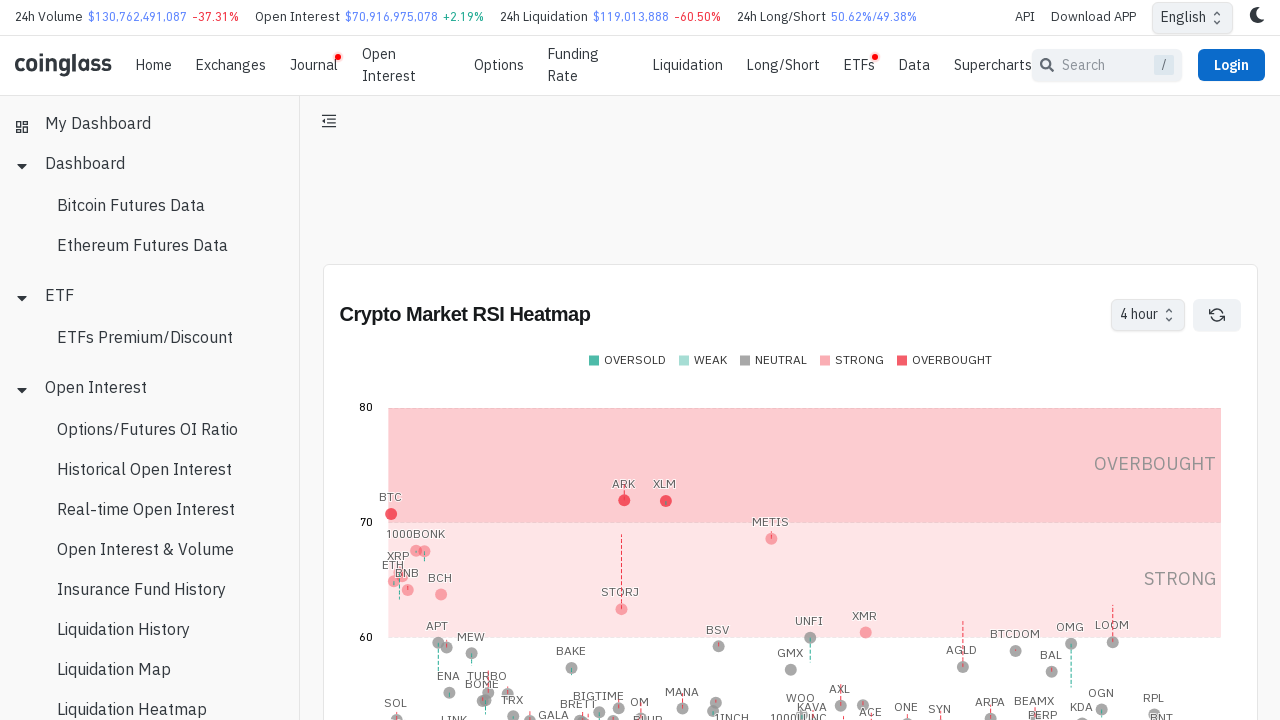 24h Volume $130,762,491,087 -37.31% Open Interest $70,916,975,078 +2.19% 24h Liquidation $119,013,888 -60.50% 24h Long/Short 50.62%/49.38% API Download APP English
coinglass Home Exchanges Journal Open Interest Options Funding Rate Liquidation Long/Short ETFs Data Supercharts Search / Login
My Dashboard
Dashboard
Bitcoin Futures Data
Ethereum Futures Data
ETF
ETFs Premium/Discount
Open Interest
Options/Futures OI Ratio
Historical Open Interest
Real-time Open Interest
Open Interest & Volume
Insurance Fund History
Liquidation History
Liquidation Map
Liquidation Heatmap
Crypto Market RSI Heatmap
4 hour
OVERSOLD WEAK NEUTRAL STRONG OVERBOUGHT
80
OVERBOUGHT
ARK XLM
BTC
70
METIS
1000BONK
XRP
ETH
BNB
BCH
STRONG
STORJ
UNFI XMR
APT MEW BSV BTCDOM OMG LOOM
60
BAKE GMX AGLD BAL
ENA TURBO
BOME
SOL TRX BIGTIME MANA AXL
BRETT OM WOO KAVA ARPA BEAMX OGN RPL
GALA ACE ONE SYN KDA
LINK